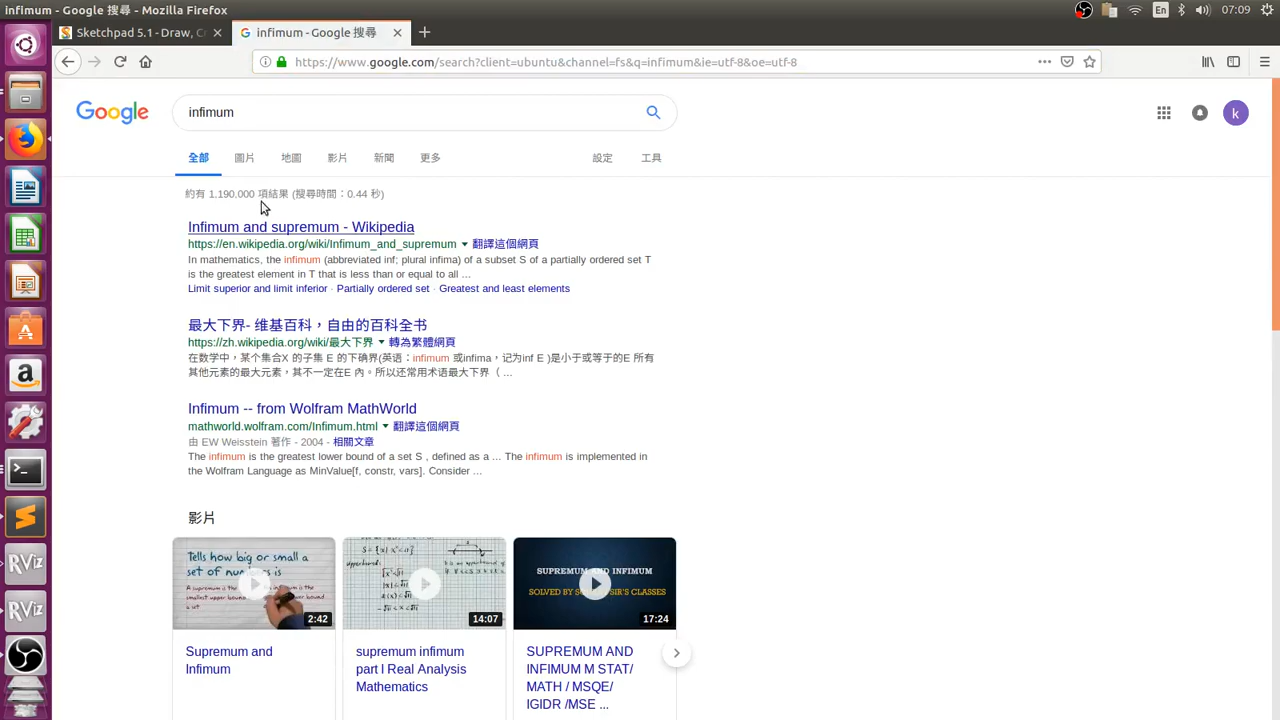 infimum - Google 搜尋 - Mozilla Firefox
En
07:09
Sketchpad 5.1 - Draw, C
infimum - Google 搜尋
https://www.google.com/search?client=ubuntu&channel=fs&q=infimum&ie=utf-8&oe=utf-8
Google
infimum
k
全部
圖片
地圖
影片
新聞
更多
設定
工具
約有 1,190,000 項結果 (搜尋時間：0.44 秒)
Infimum and supremum - Wikipedia
https://en.wikipedia.org/wiki/Infimum_and_supremum 翻譯這個網頁
In mathematics, the infimum (abbreviated inf; plural infima) of a subset S of a partially ordered set T
is the greatest element in T that is less than or equal to all ...
Limit superior and limit inferior · Partially ordered set · Greatest and least elements
最大下界- 维基百科，自由的百科全书
https://zh.wikipedia.org/wiki/最大下界 轉為繁體網頁
在数学中，某个集合X 的子集 E 的下确界(英语：infimum 或infima，记为inf E )是小于或等于的E 所有
其他元素的最大元素，其不一定在E 內。所以还常用术语最大下界（ ...
Infimum -- from Wolfram MathWorld
mathworld.wolfram.com/Infimum.html 翻譯這個網頁
由 EW Weisstein 著作 - 2004 - 相關文章
The infimum is the greatest lower bound of a set S , defined as a ... The infimum is implemented in
the Wolfram Language as MinValue[f, constr, vars]. Consider ...
影片
Tells how big or small a
set of numbers is
2:42
14:07
SUPREMUM AND INFIMUM
17:24
Supremum and
Infimum
supremum infimum
part I Real Analysis
Mathematics
SUPREMUM AND
INFIMUM M STAT/
MATH / MSQE/
IGIDR /MSE ...
RViz
RViz